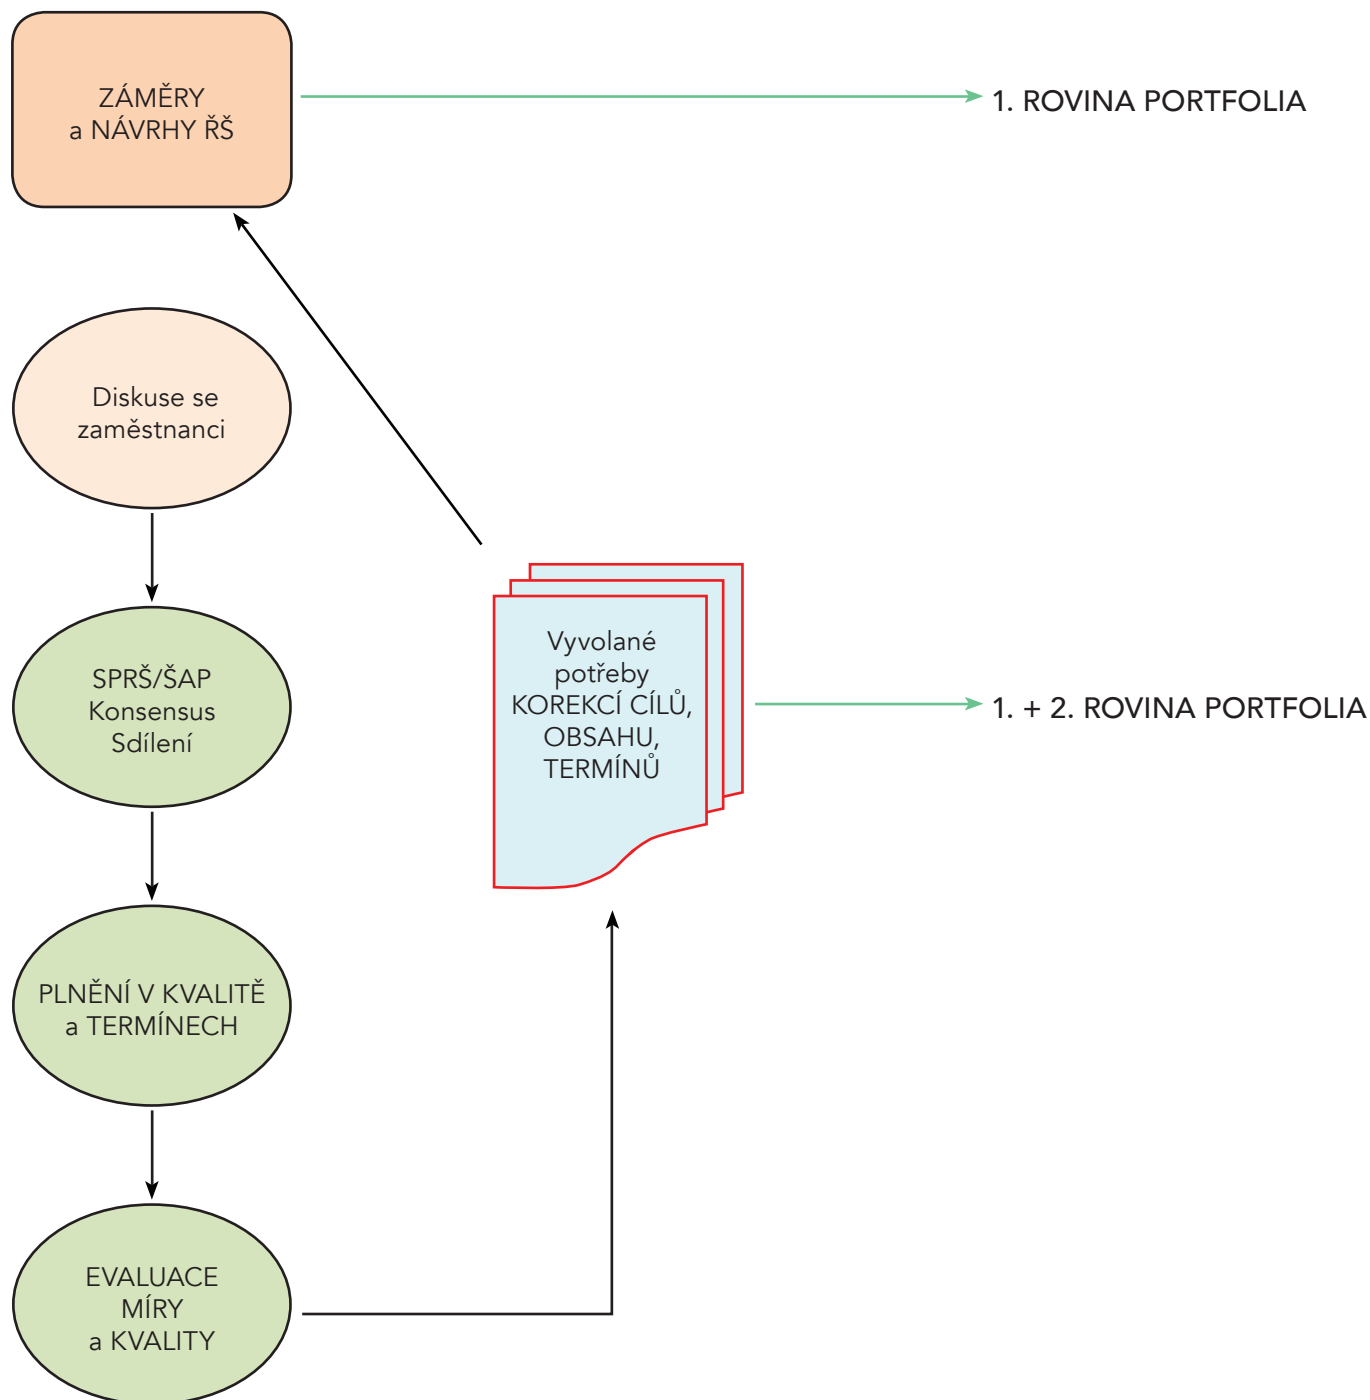 ZÁMĚRY
a NÁVRHY ŘŠ
1. ROVINA PORTFOLIA
Diskuse se
zaměstnanci
SPRŠ/ŠAP
Konsensus
Sdílení
Vyvolané
potřeby
KOREKCÍ CÍLŮ,
OBSAHU,
TERMÍNŮ
1. + 2. ROVINA PORTFOLIA
PLNĚNÍ V KVALITĚ
a TERMÍNECH
EVALUACE
MÍRY
a KVALITY